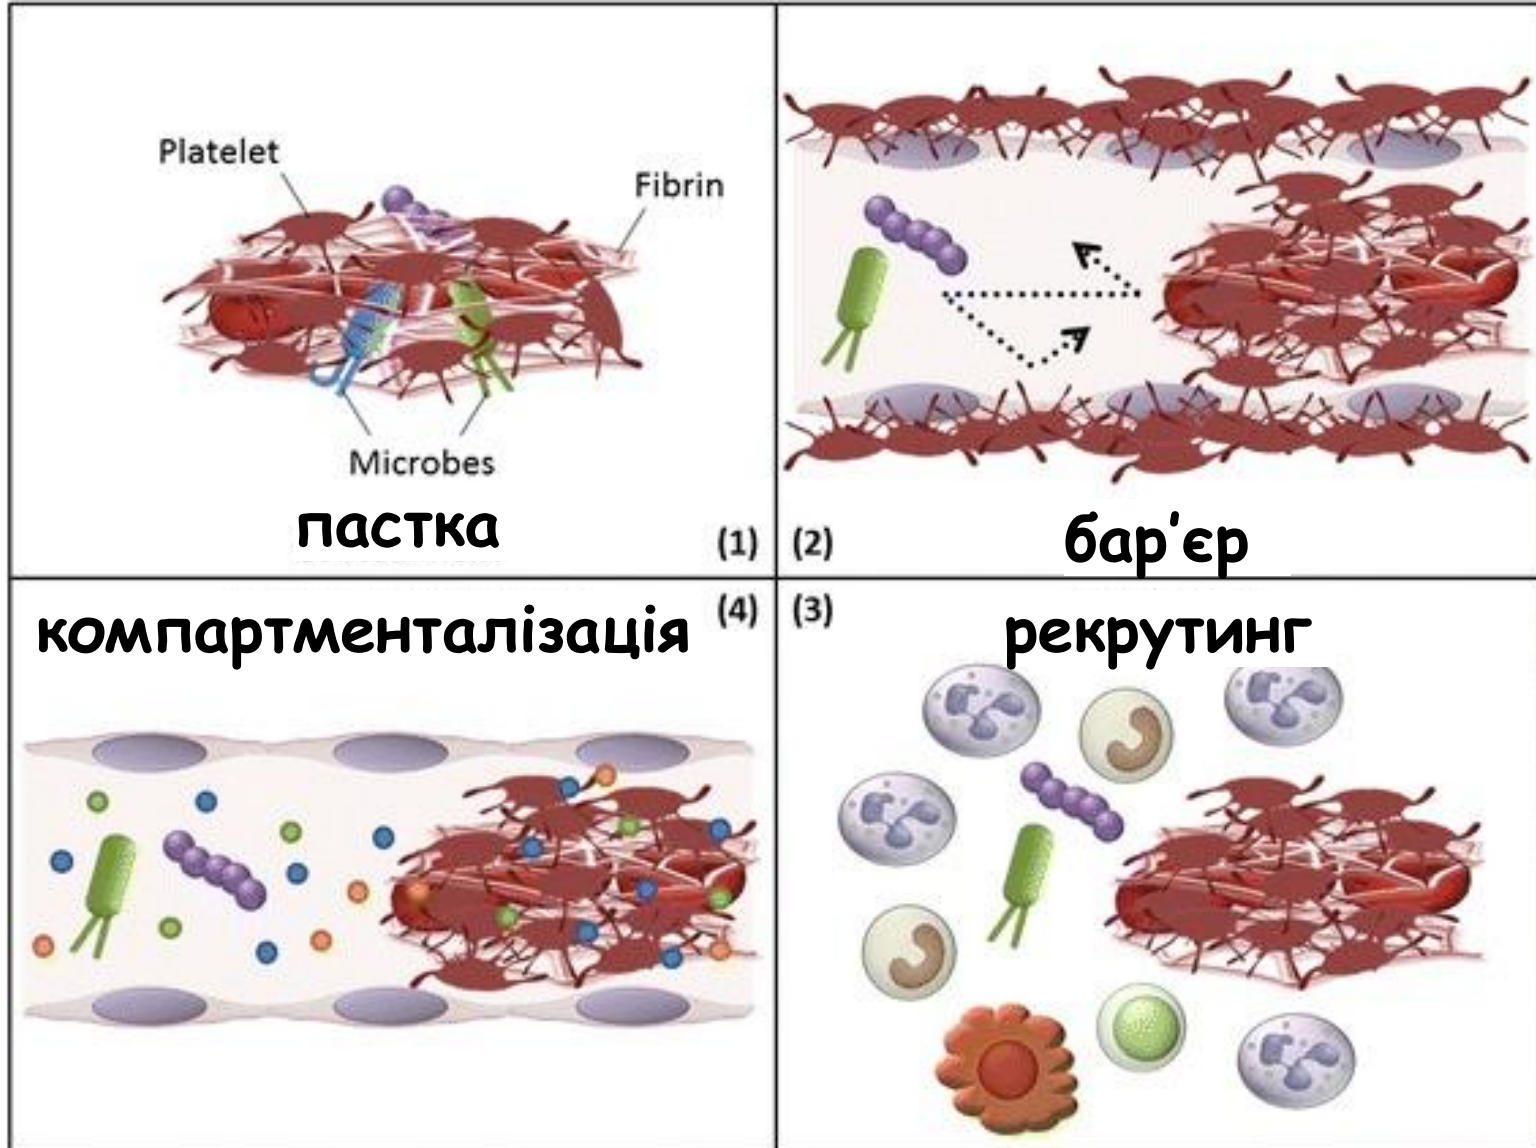 Platelet
Fibrin
Microbes
пастка
(1)
(2)
бар’єр
компартменталізація
(4)
(3)
рекрутинг